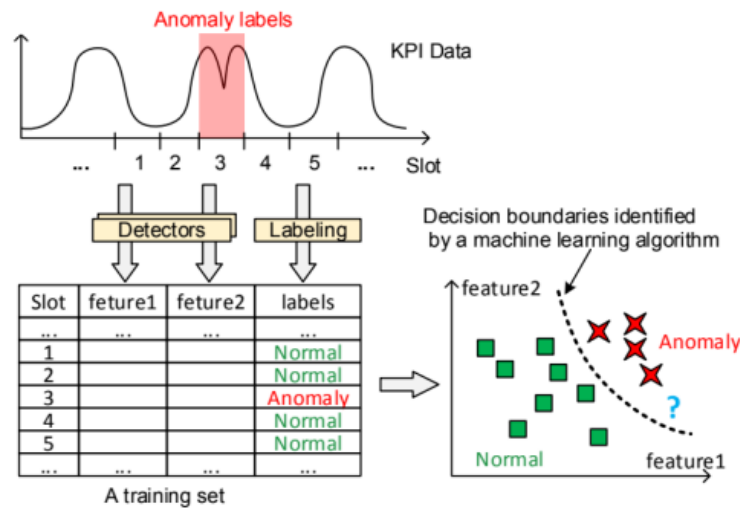 Anomaly labels
KPI Data
... 1 2 3 4 5 ... Slot
Detectors
Labeling
Slot feture1 feture2 labels
... ... ... ...
1 Normal
2 Normal
3 Anomaly
4 Normal
5 Normal
... ... ... ...
A training set
Decision boundaries identified
by a machine learning algorithm
feature2
Anomaly
?
Normal
feature1